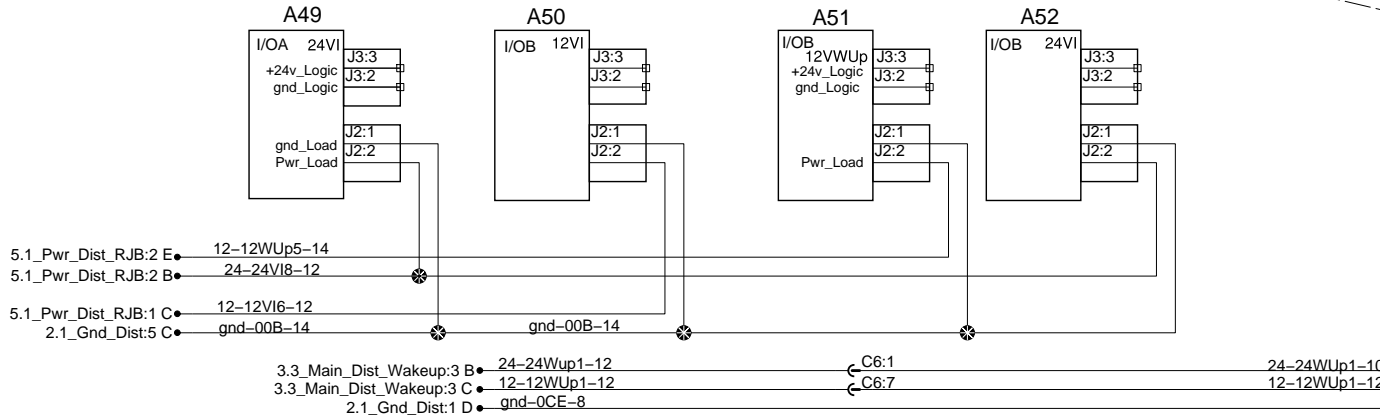 A49 A50 A51 A52
I/OA 24VI
J3:3
+24v_Logic
J3:2
gnd_Logic
J2:1
gnd_Load
J2:2
Pwr_Load
I/OB 12VI
J3:3
J3:2
J2:1
J2:2
I/OB
12VWUp
J3:3
+24v_Logic
J3:2
gnd_Logic
J2:1
J2:2
Pwr_Load
I/OB 24VI
J3:3
J3:2
J2:1
J2:2
5.1_Pwr_Dist_RJB:2 E 12-12WUp5-14
5.1_Pwr_Dist_RJB:2 B 24-24VI8-12
5.1_Pwr_Dist_RJB:1 C 12-12VI6-12
2.1_Gnd_Dist:5 C gnd-00B-14 gnd-00B-14
3.3_Main_Dist_Wakeup:3 B 24-24Wup1-12 C6:1 24-24WUp1-10
3.3_Main_Dist_Wakeup:3 C 12-12WUp1-12 C6:7 12-12WUp1-12
2.1_Gnd_Dist:1 D gnd-0CE-8